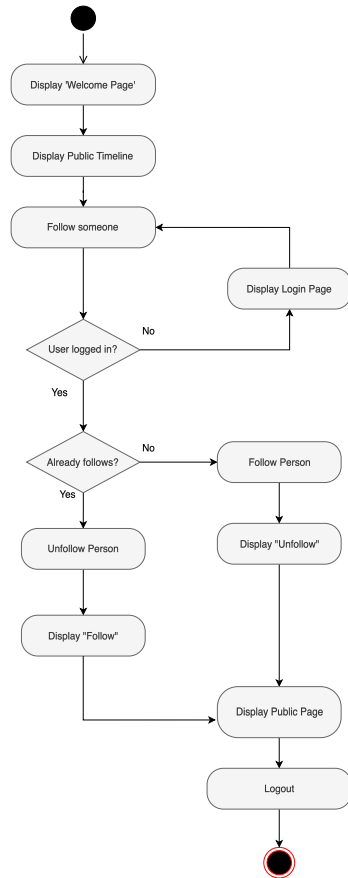 Display 'Welcome Page'
Display Public Timeline
Follow someone
Display Login Page
No
User logged in?
Yes
No
Already follows?
Follow Person
Yes
Unfollow Person
Display "Unfollow"
Display "Follow"
Display Public Page
Logout